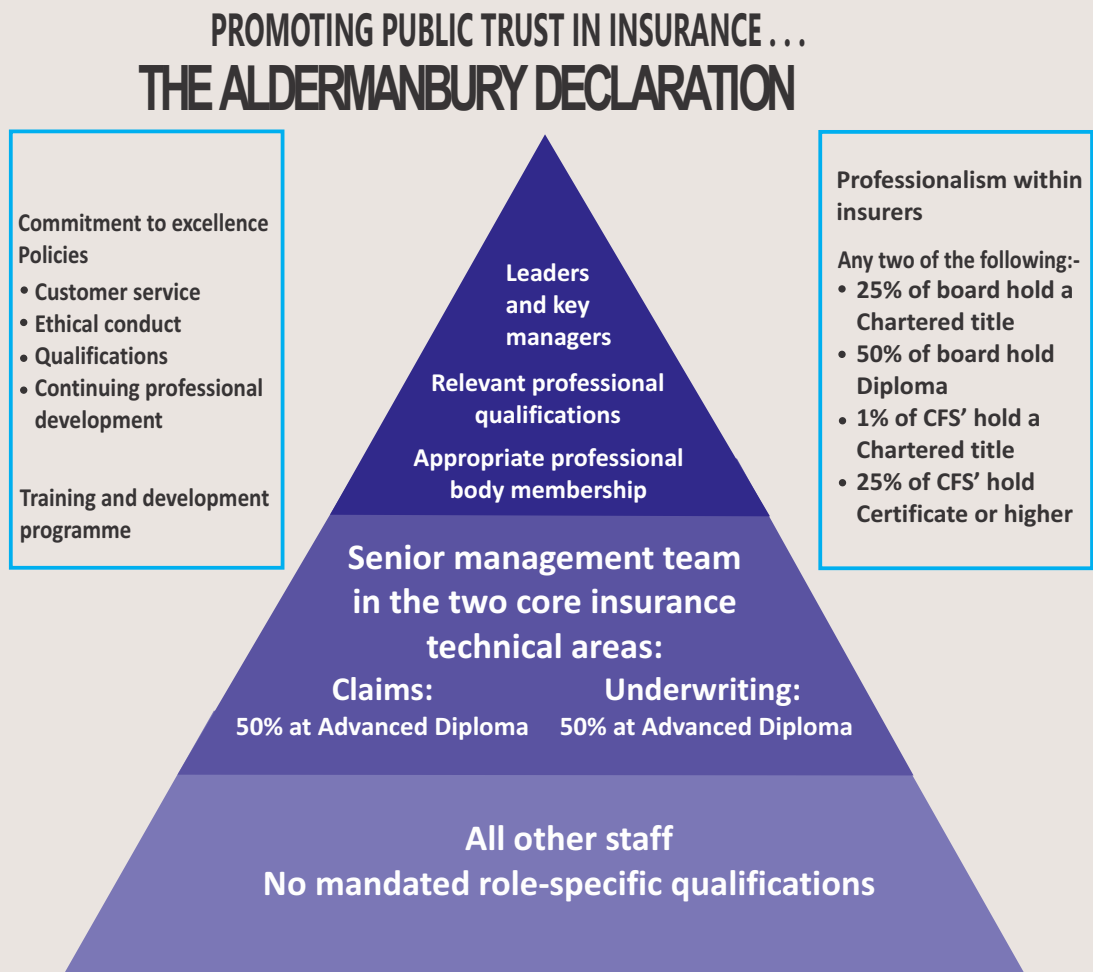 PROMOTING PUBLIC TRUST IN INSURANCE . . .
THE ALDERMANBURY DECLARATION
Commitment to excellence
Policies
• Customer service
• Ethical conduct
• Qualifications
• Continuing professional
development
Training and development
programme
Leaders
and key
managers
Relevant professional
qualifications
Appropriate professional
body membership
Senior management team
in the two core insurance
technical areas:
Claims:
50% at Advanced Diploma
Underwriting:
50% at Advanced Diploma
All other staff
No mandated role-specific qualifications
Professionalism within
insurers
Any two of the following:-
• 25% of board hold a
Chartered title
• 50% of board hold
Diploma
• 1% of CFS’ hold a
Chartered title
• 25% of CFS’ hold
Certificate or higher